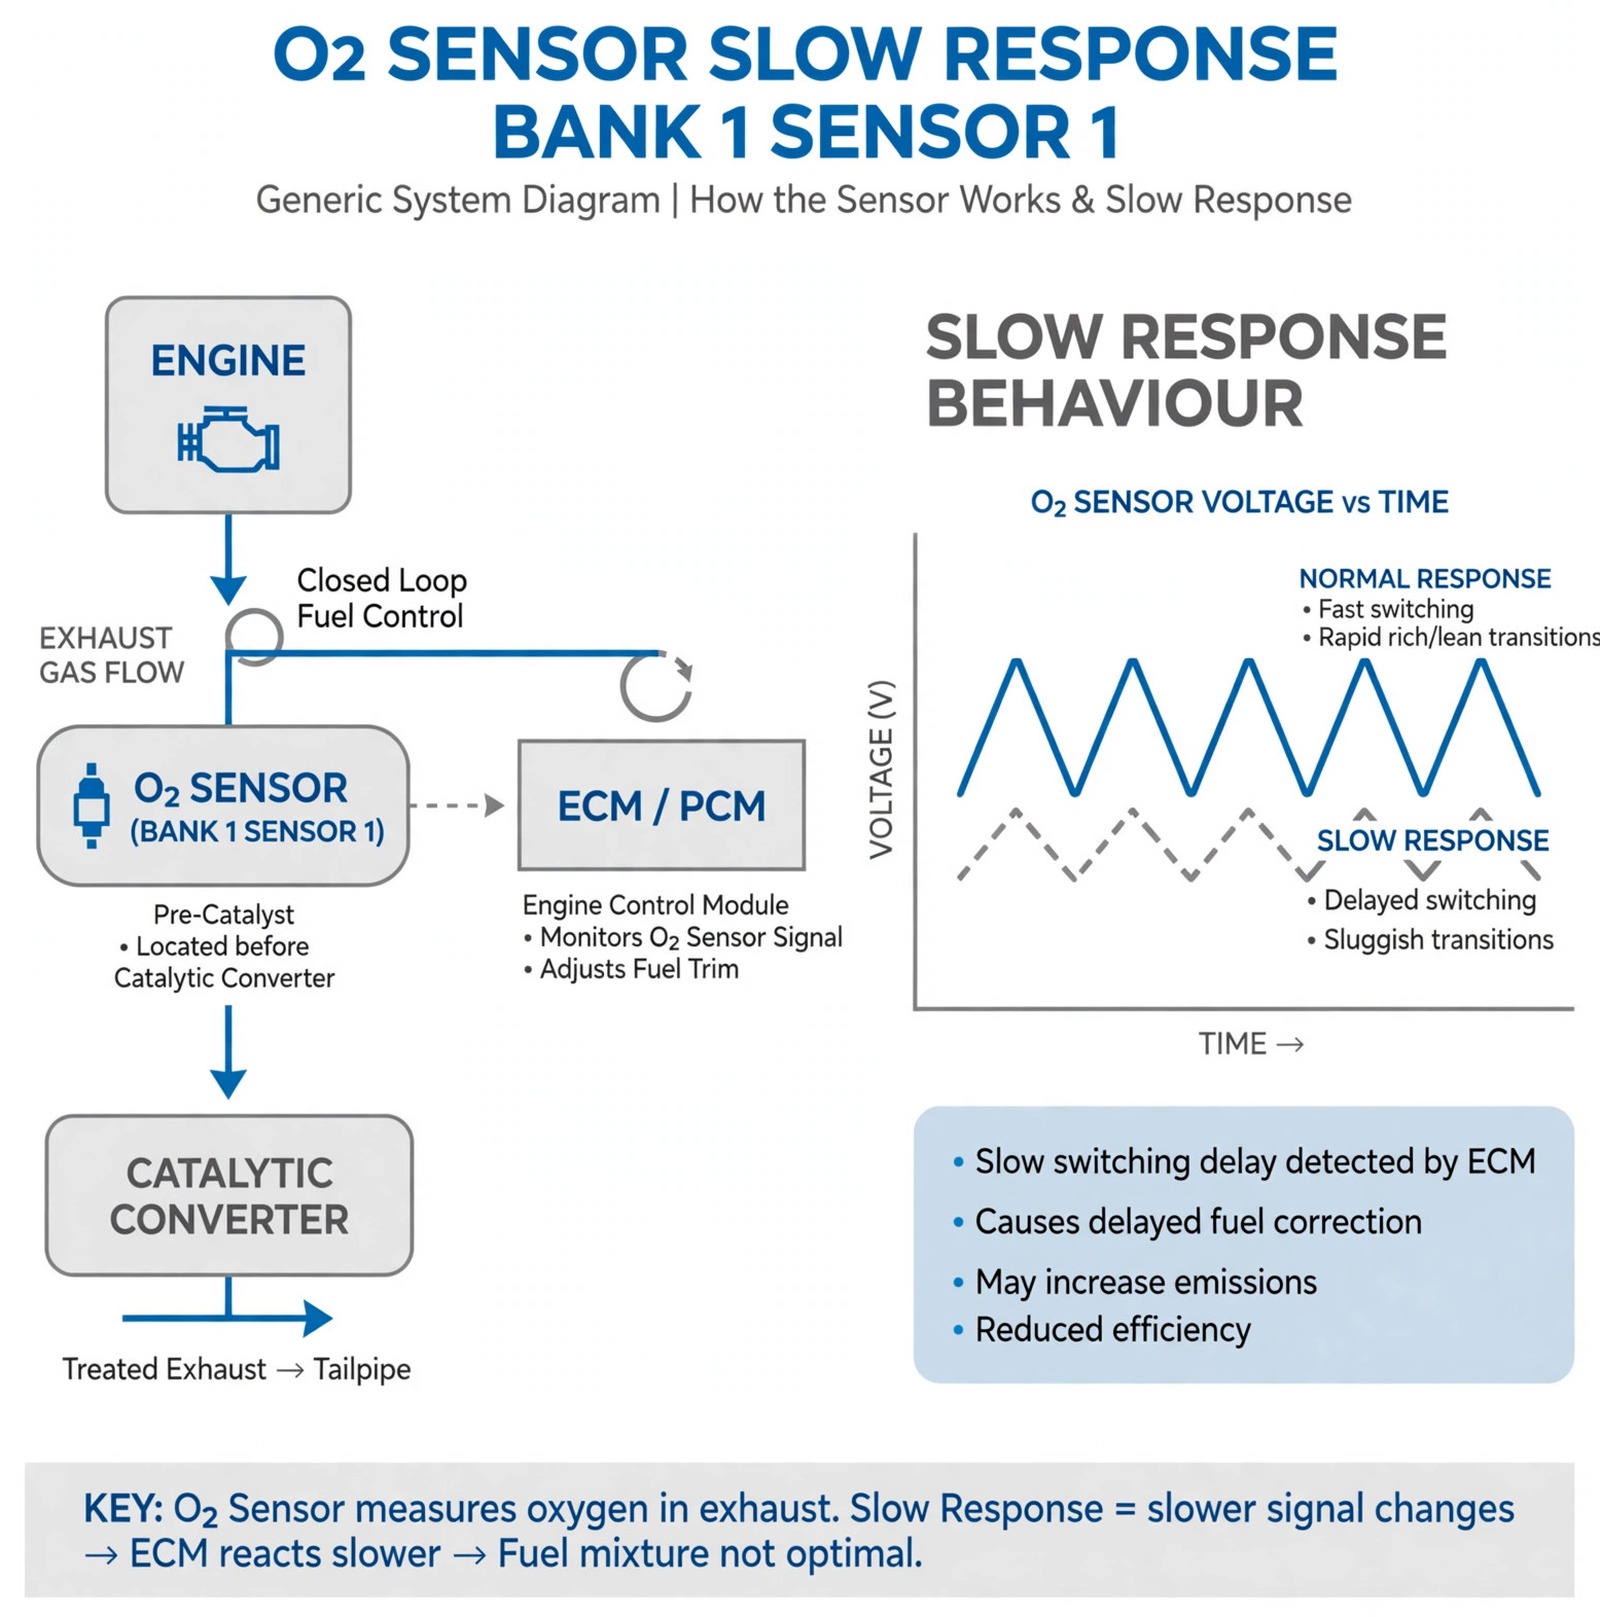 O2 SENSOR SLOW RESPONSE
BANK 1 SENSOR 1
Generic System Diagram | How the Sensor Works & Slow Response
ENGINE
Closed Loop
Fuel Control
EXHAUST
GAS FLOW
O₂ SENSOR
(BANK 1 SENSOR 1)
ECM / PCM
Pre-Catalyst
• Located before
Catalytic Converter
Engine Control Module
• Monitors O₂ Sensor Signal
• Adjusts Fuel Trim
CATALYTIC
CONVERTER
Treated Exhaust → Tailpipe
SLOW RESPONSE
BEHAVIOUR
O₂ SENSOR VOLTAGE vs TIME
NORMAL RESPONSE
• Fast switching
• Rapid rich/lean transitions
VOLTAGE (V)
SLOW RESPONSE
• Delayed switching
• Sluggish transitions
TIME →
• Slow switching delay detected by ECM
• Causes delayed fuel correction
• May increase emissions
• Reduced efficiency
KEY: O₂ Sensor measures oxygen in exhaust. Slow Response = slower signal changes
→ ECM reacts slower → Fuel mixture not optimal.